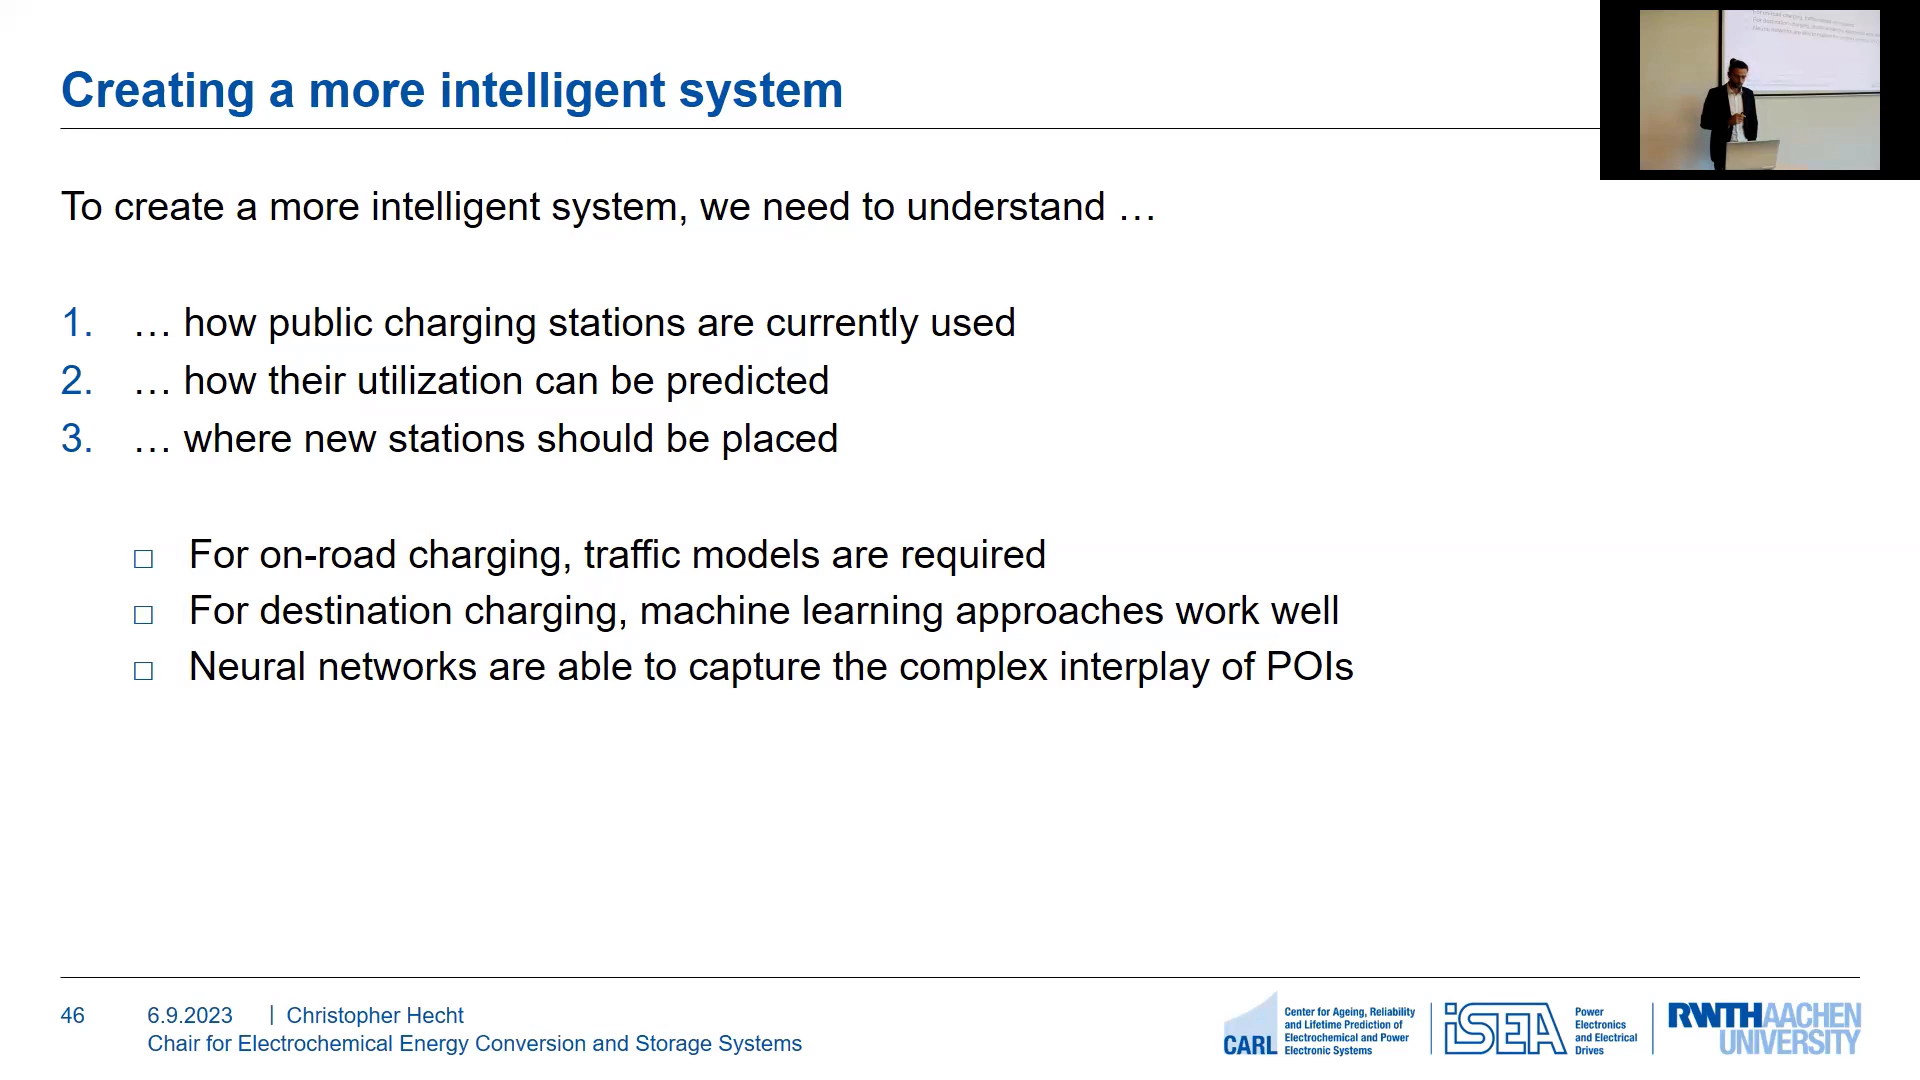 Creating a more intelligent system
To create a more intelligent system, we need to understand …
1. … how public charging stations are currently used
2. … how their utilization can be predicted
3. … where new stations should be placed
For on-road charging, traffic models are required
For destination charging, machine learning approaches work well
Neural networks are able to capture the complex interplay of POIs
46 6.9.2023 | Christopher Hecht
Chair for Electrochemical Energy Conversion and Storage Systems
CARL
Center for Ageing, Reliability
and Lifetime Prediction of
Electrochemical and Power
Electronic Systems
iSEA
Power
Electronics
and Electrical
Drives
RWTHAACHEN
UNIVERSITY